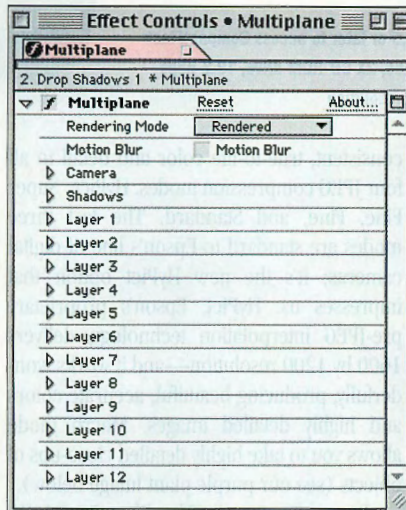 Effect Controls • Multiplane
Multiplane
2. Drop Shadows 1 * Multiplane
Multiplane Reset About...
Rendering Mode Rendered
Motion Blur Motion Blur
Camera
Shadows
Layer 1
Layer 2
Layer 3
Layer 4
Layer 5
Layer 6
Layer 7
Layer 8
Layer 9
Layer 10
Layer 11
Layer 12